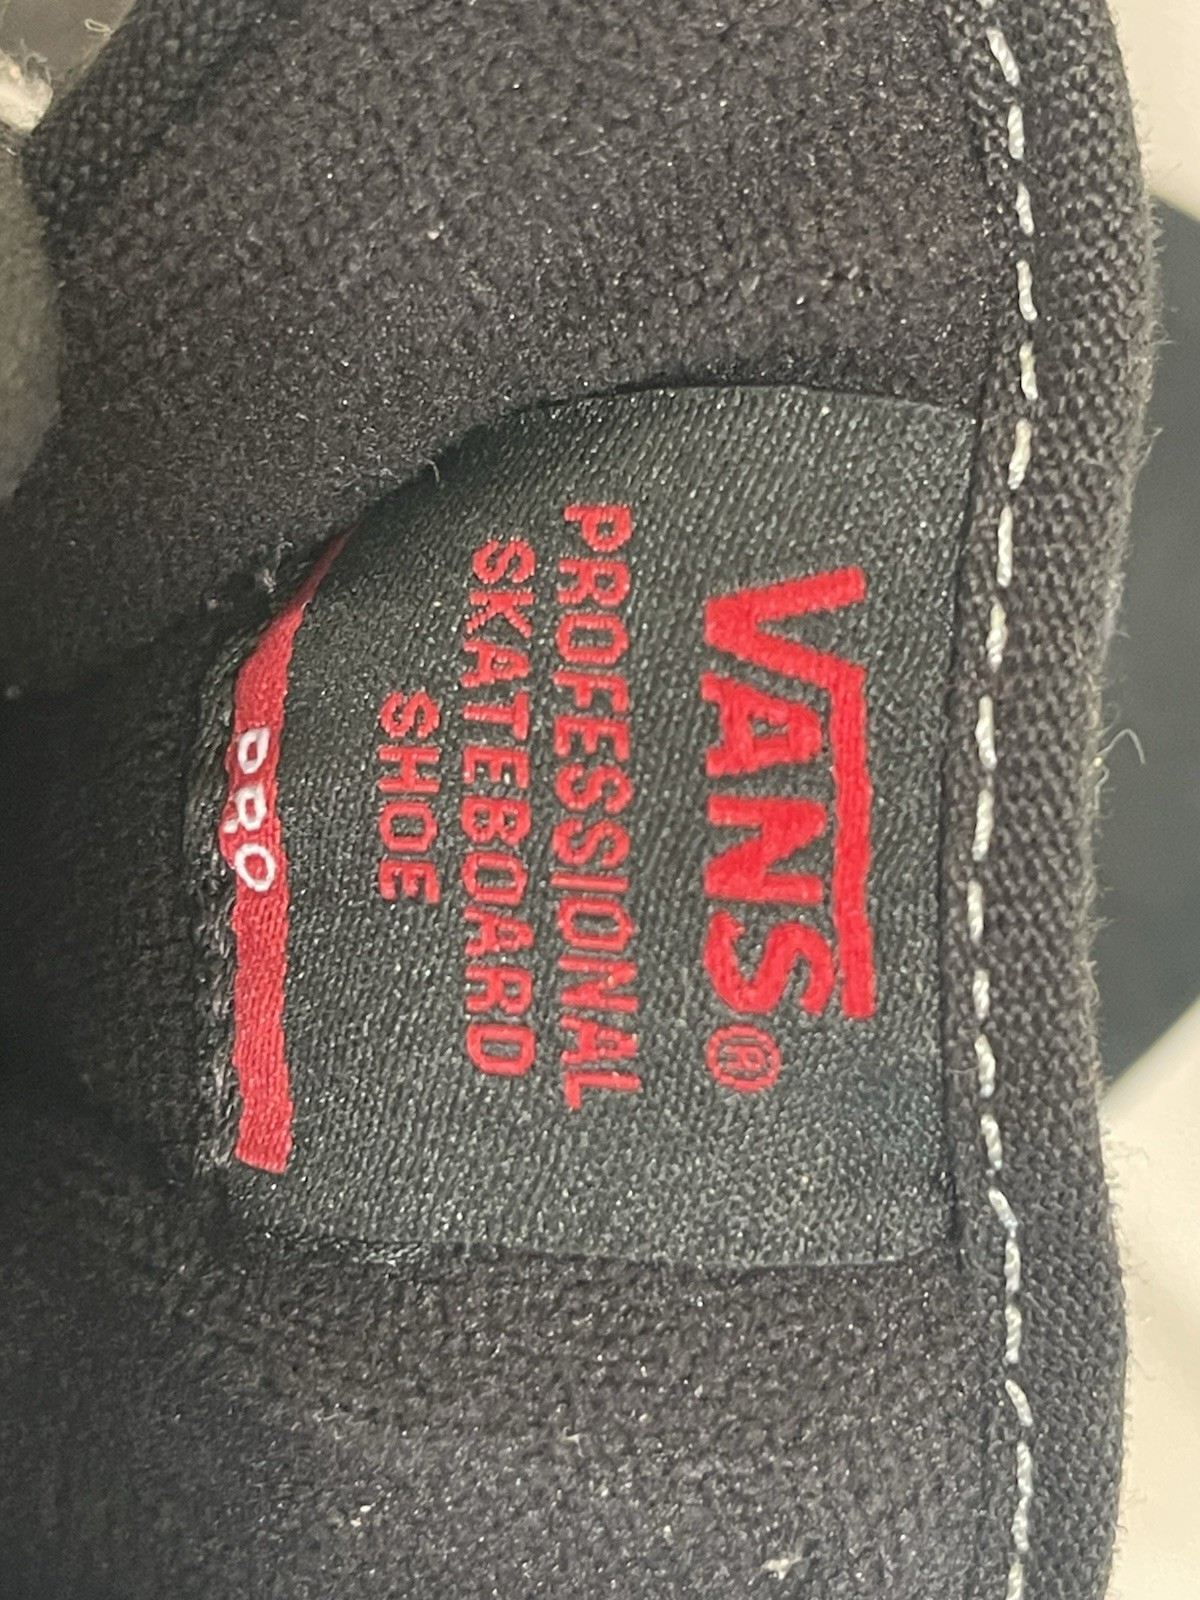 VANS®
PROFESSIONAL
SKATEBOARD
SHOE
PRO